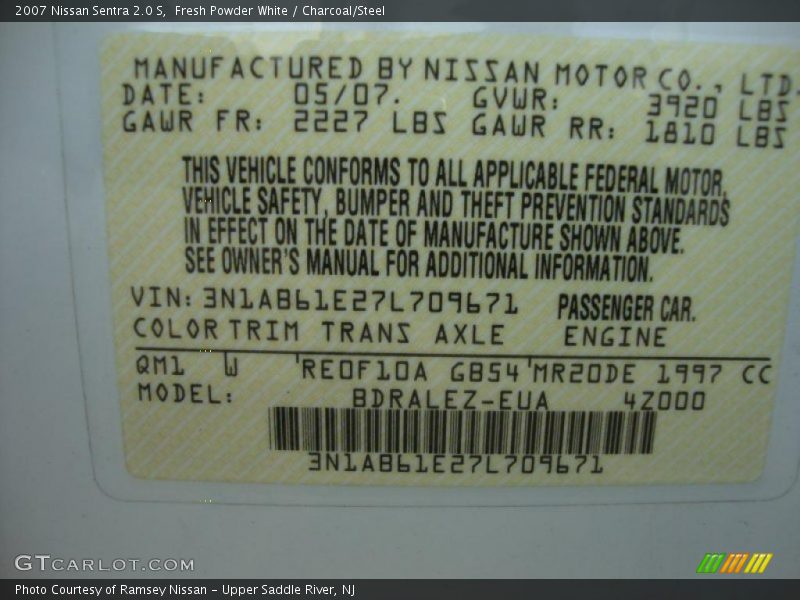 2007 Nissan Sentra 2.0 S,  Fresh Powder White / Charcoal/Steel
MANUFACTURED BY NISSAN MOTOR CO., LTD.
DATE: 05/07. GVWR: 3920 LBS
GAWR FR: 2227 LBS GAWR RR: 1810 LBS
THIS VEHICLE CONFORMS TO ALL APPLICABLE FEDERAL MOTOR
VEHICLE SAFETY, BUMPER AND THEFT PREVENTION STANDARDS
IN EFFECT ON THE DATE OF MANUFACTURE SHOWN ABOVE.
SEE OWNER'S MANUAL FOR ADDITIONAL INFORMATION.
VIN: 3N1AB61E27L709671 PASSENGER CAR.
COLOR TRIM TRANS AXLE ENGINE
QM1 W RE0F10A GB54 MR20DE 1997 CC
MODEL: BDRALEZ-EUA 4Z000
3N1AB61E27L709671
GTCARLOT.COM
Photo Courtesy of Ramsey Nissan - Upper Saddle River, NJ